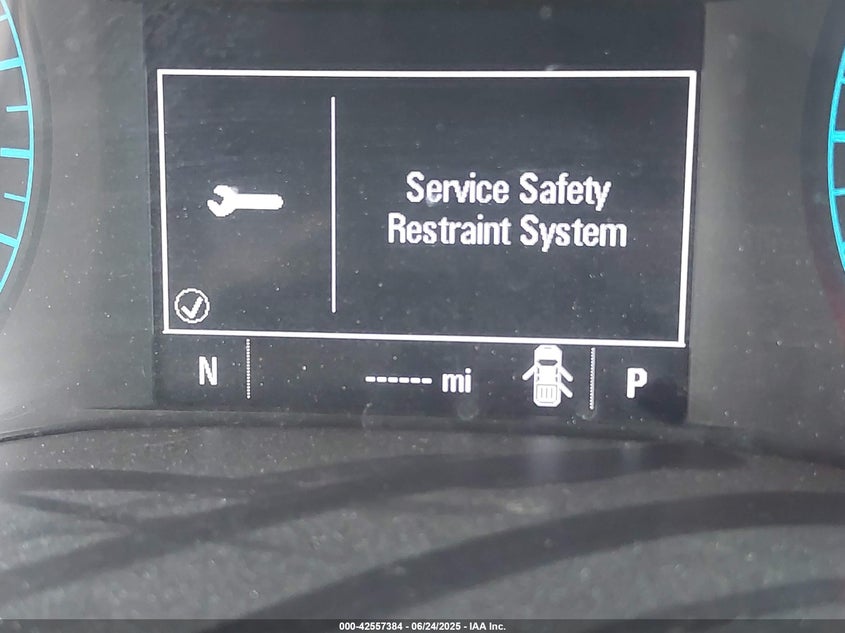 Service Safety
Restraint System
N
------ mi
P
000-42557384 - 06/24/2025 - IAA Inc.